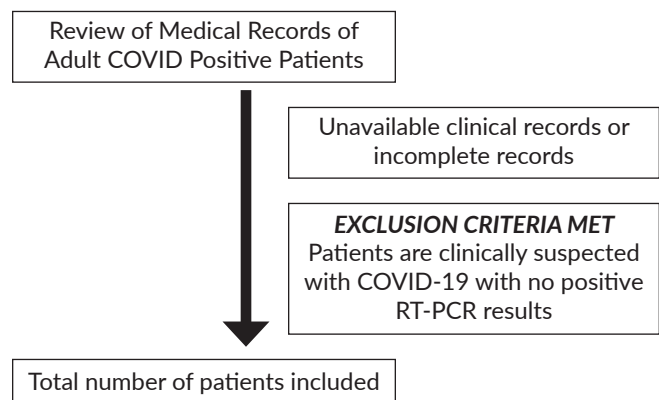 Review of Medical Records of
Adult COVID Positive Patients
Unavailable clinical records or
incomplete records
EXCLUSION CRITERIA MET
Patients are clinically suspected
with COVID-19 with no positive
RT-PCR results
Total number of patients included